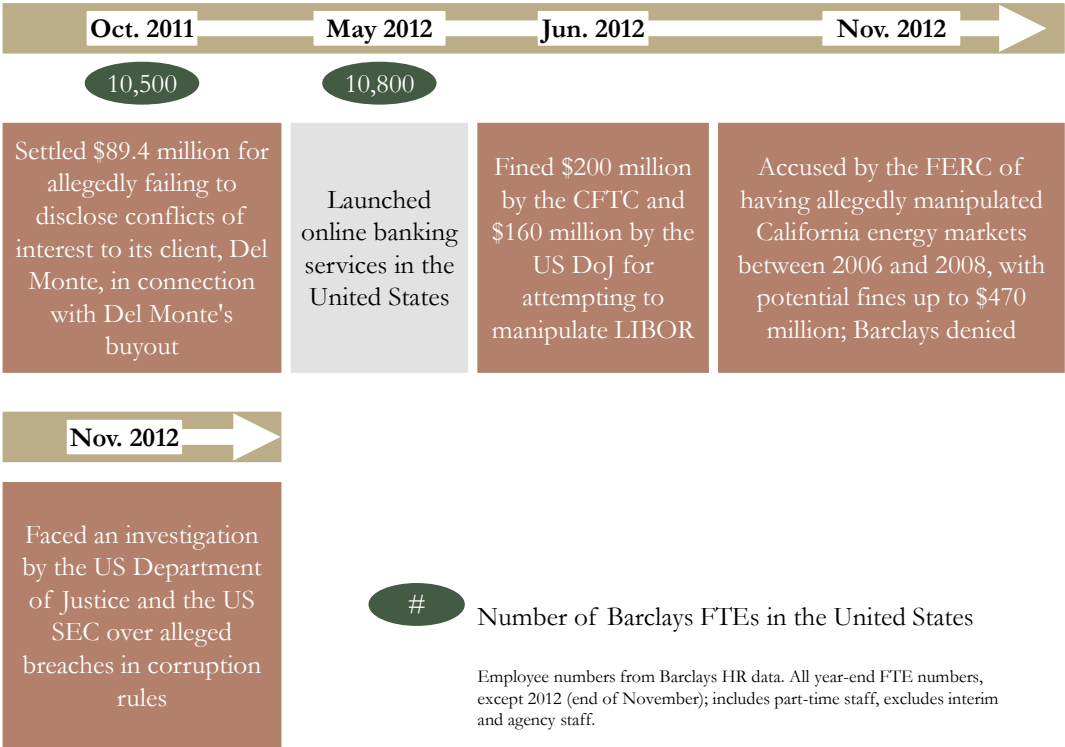 Oct. 2011
May 2012
Jun. 2012
Nov. 2012
10,500
10,800
Settled $89.4 million for
allegedly failing to
disclose conflicts of
interest to its client, Del
Monte, in connection
with Del Monte's
buyout
Launched
online banking
services in the
United States
Fined $200 million
by the CFTC and
$160 million by the
US DoJ for
attempting to
manipulate LIBOR
Accused by the FERC of
having allegedly manipulated
California energy markets
between 2006 and 2008, with
potential fines up to $470
million; Barclays denied
Nov. 2012
Faced an investigation
by the US Department
of Justice and the US
SEC over alleged
breaches in corruption
rules
#
Number of Barclays FTEs in the United States
Employee numbers from Barclays HR data. All year-end FTE numbers,
except 2012 (end of November); includes part-time staff, excludes interim
and agency staff.